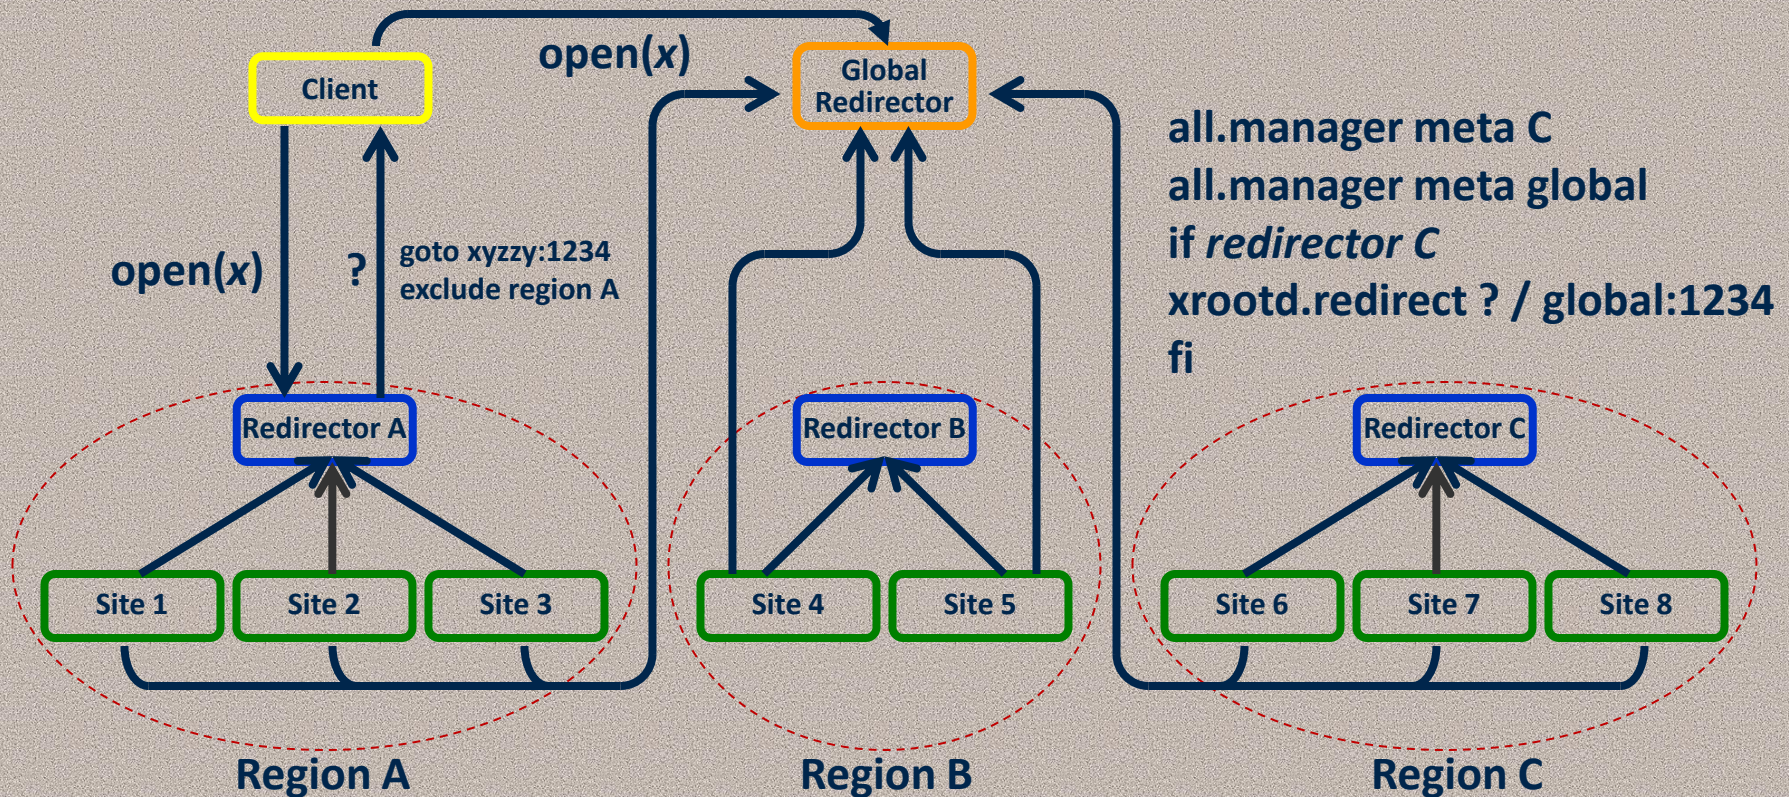 open(x)
Client
Global
Redirector
all.manager meta C
all.manager meta global
if redirector C
xrootd.redirect ? / global:1234
fi
open(x)
?
goto xyzzy:1234
exclude region A
Redirector A
Redirector B
Redirector C
Site 1
Site 2
Site 3
Site 4
Site 5
Site 6
Site 7
Site 8
Region A
Region B
Region C